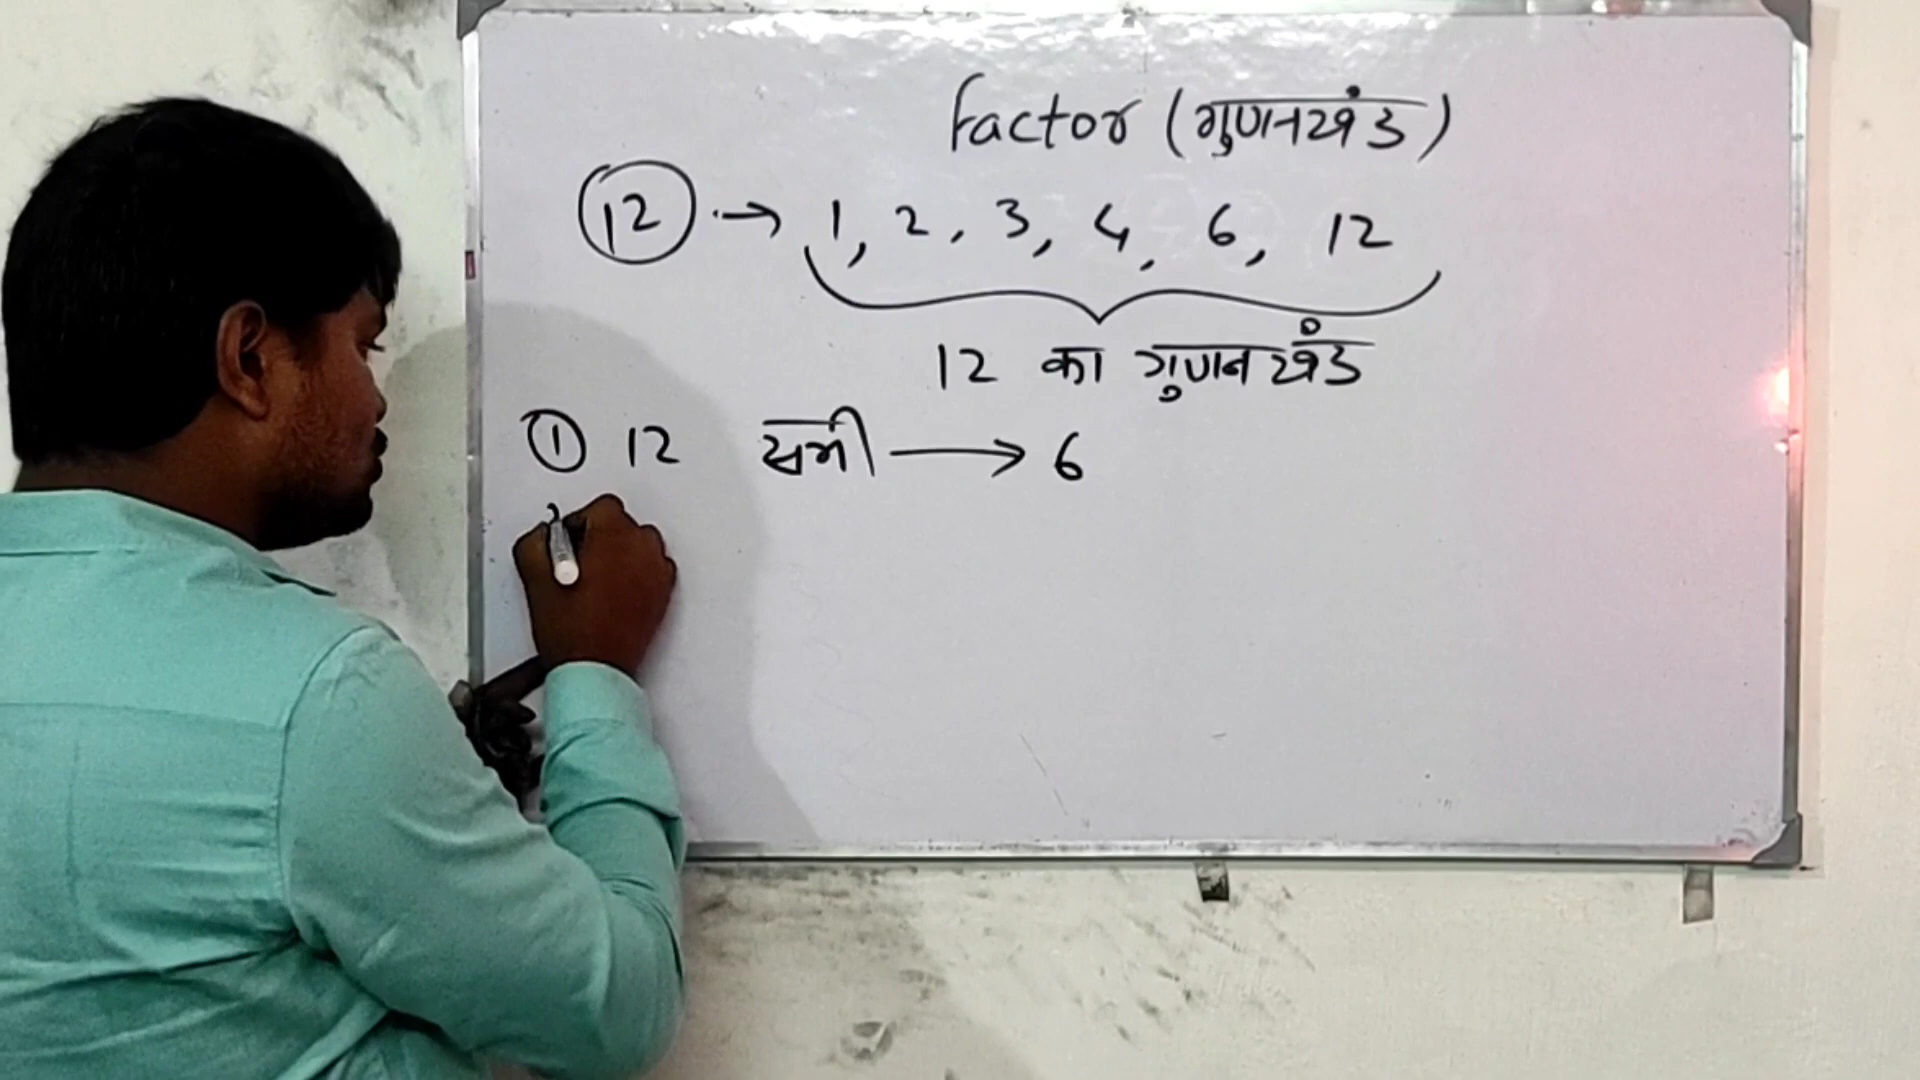 Factor (गुणनखंड)
12 → 1, 2, 3, 4, 6, 12
12 का गुणनखंड
① 12 सभी → 6